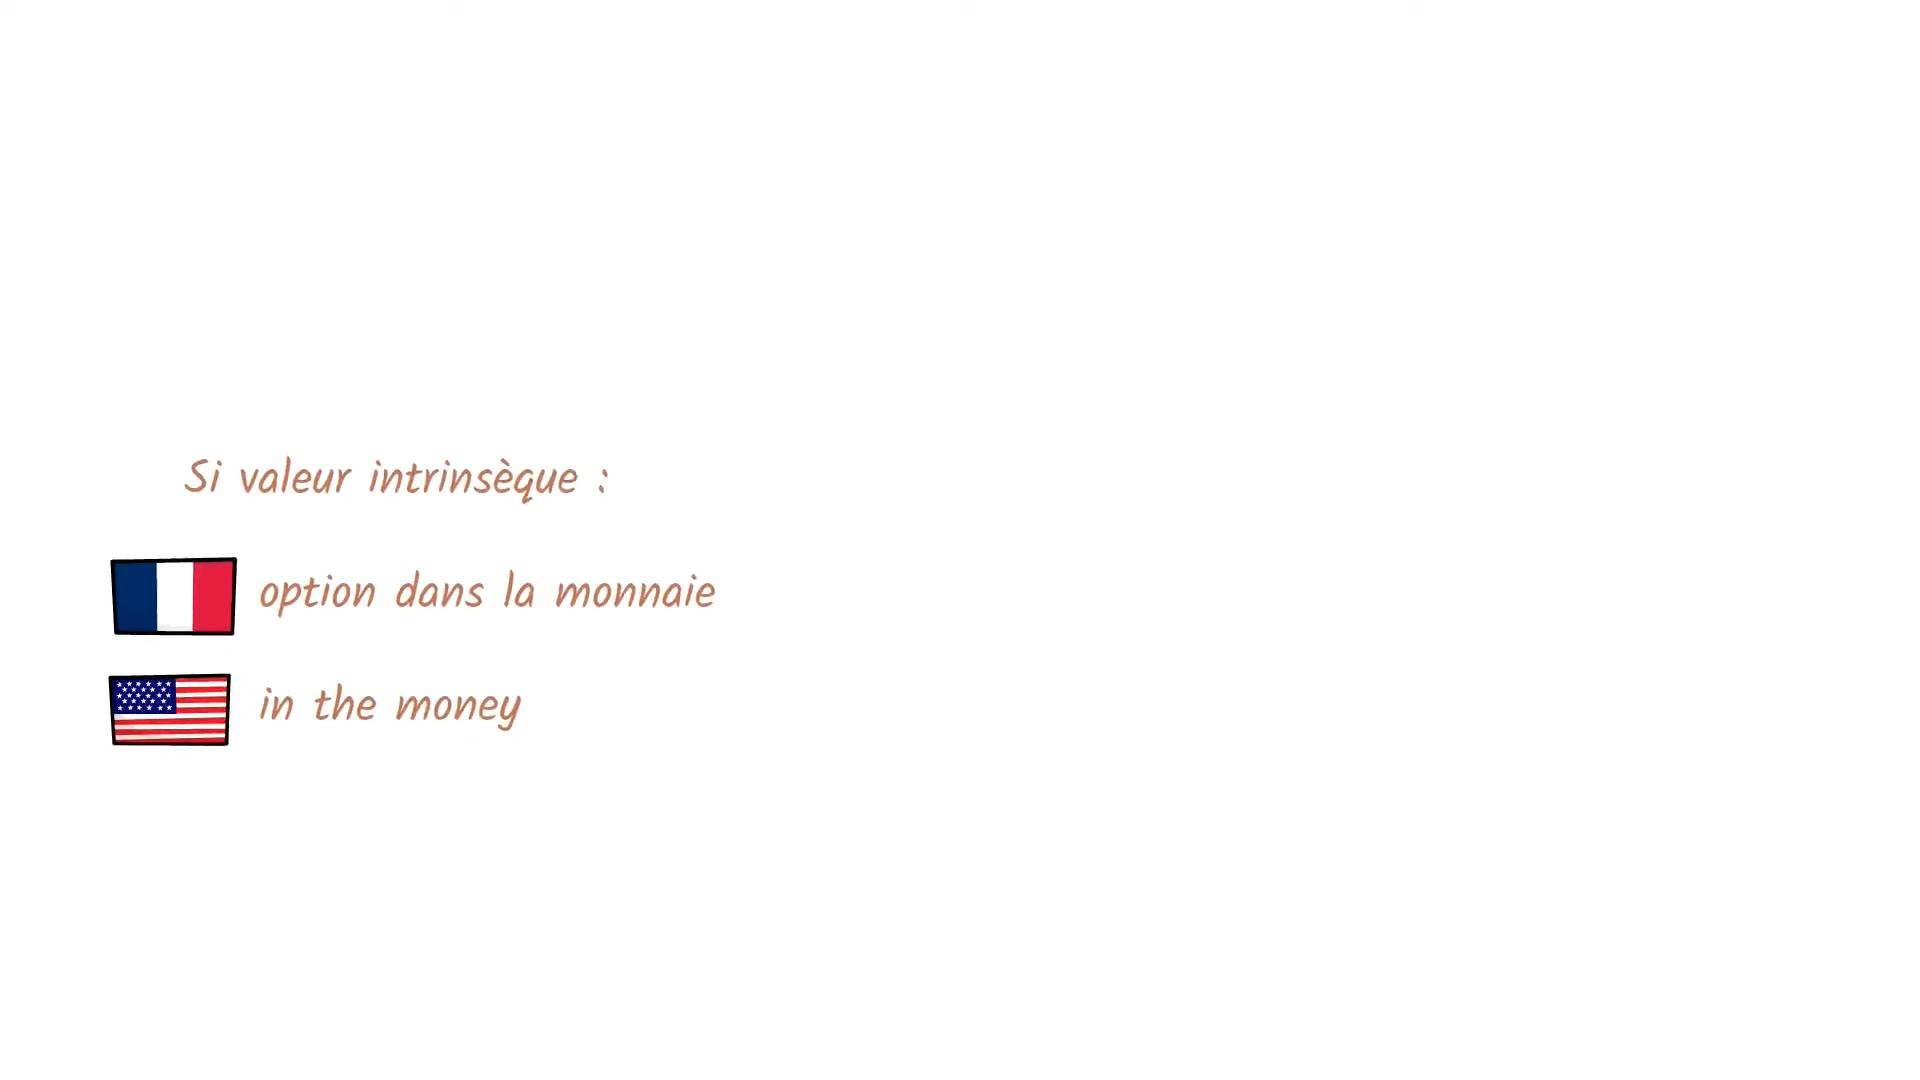 Si valeur intrinsèque :
option dans la monnaie
in the money